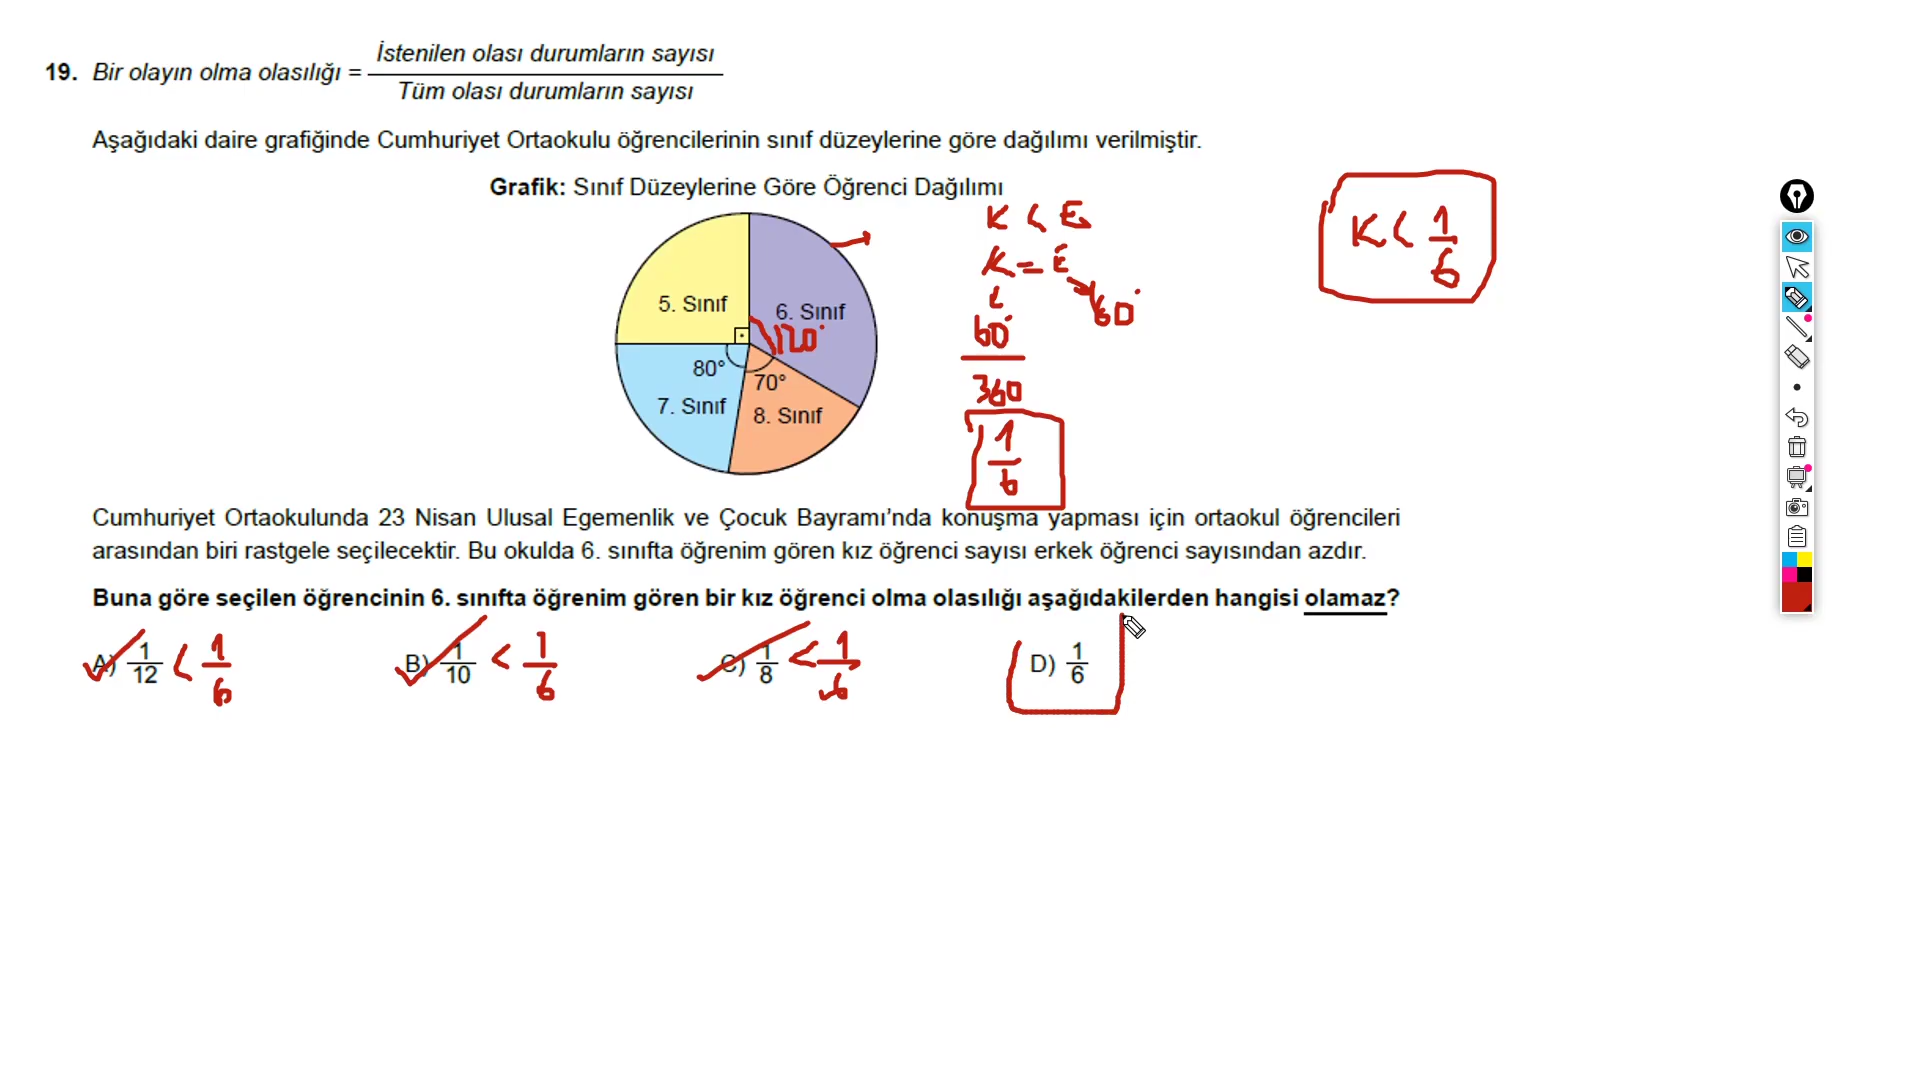 19. Bir olayın olma olasılığı = İstenilen olası durumların sayısı / Tüm olası durumların sayısı
Aşağıdaki daire grafiğinde Cumhuriyet Ortaokulu öğrencilerinin sınıf düzeylerine göre dağılımı verilmiştir.
Grafik: Sınıf Düzeylerine Göre Öğrenci Dağılımı
5. Sınıf
6. Sınıf
120°
80°
70°
7. Sınıf
8. Sınıf
K < E
K = E
60°
60°
360
1/6
K < 1/6
Cumhuriyet Ortaokulunda 23 Nisan Ulusal Egemenlik ve Çocuk Bayramı’nda konuşma yapması için ortaokul öğrencileri
arasından biri rastgele seçilecektir. Bu okulda 6. sınıfta öğrenim gören kız öğrenci sayısı erkek öğrenci sayısından azdır.
Buna göre seçilen öğrencinin 6. sınıfta öğrenim gören bir kız öğrenci olma olasılığı aşağıdakilerden hangisi olamaz?
A) 1/12 < 1/6
B) 1/10 < 1/6
C) 1/8 < 1/6
D) 1/6